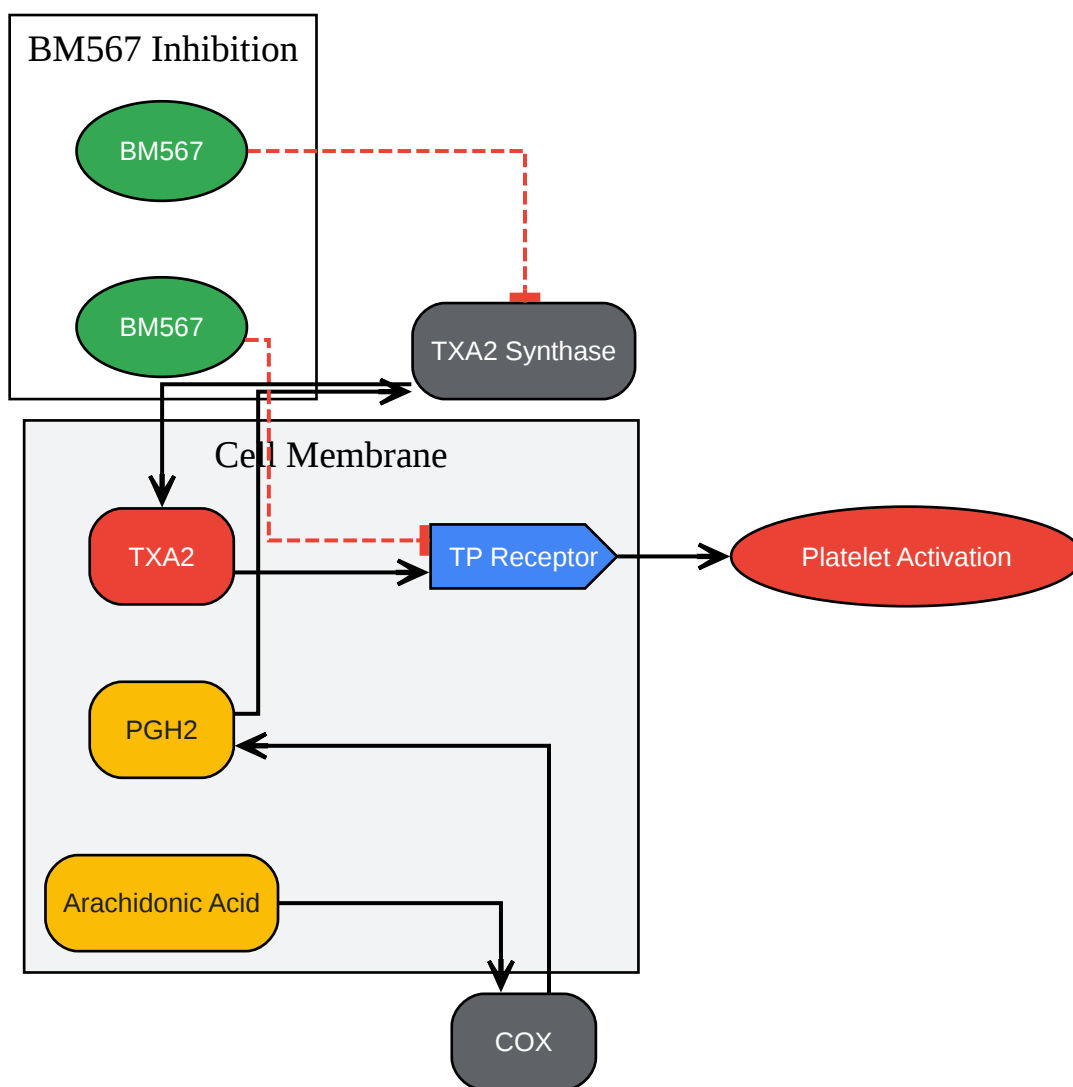 BM567 Inhibition
BM567
BM567
TXA2 Synthase
Cell Membrane
TXA2
TP Receptor
Platelet Activation
PGH2
Arachidonic Acid
COX